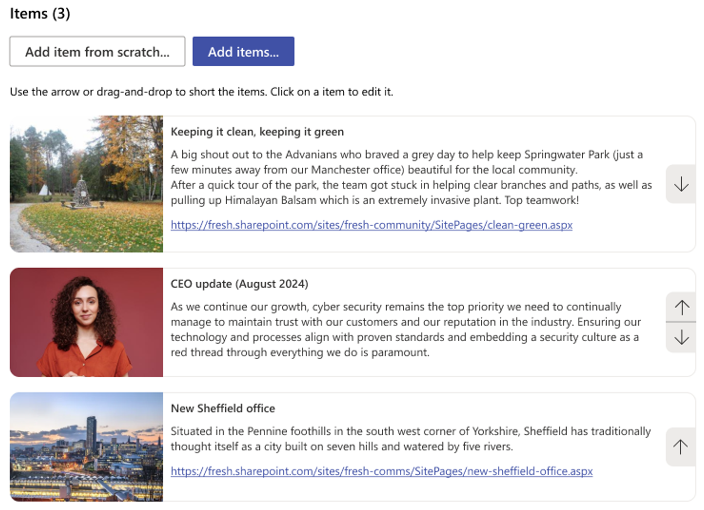 Items (3)
Add item from scratch...
Add items...
Use the arrow or drag-and-drop to short the items. Click on a item to edit it.
Keeping it clean, keeping it green
A big shout out to the Advanians who braved a grey day to help keep Springwater Park (just a
few minutes away from our Manchester office) beautiful for the local community.
After a quick tour of the park, the team got stuck in helping clear branches and paths, as well as
pulling up Himalayan Balsam which is an extremely invasive plant. Top teamwork!
https://fresh.sharepoint.com/sites/fresh-community/SitePages/clean-green.aspx
CEO update (August 2024)
As we continue our growth, cyber security remains the top priority we need to continually
manage to maintain trust with our customers and our reputation in the industry. Ensuring our
technology and processes align with proven standards and embedding a security culture as a
red thread through everything we do is paramount.
New Sheffield office
Situated in the Pennine foothills in the south west corner of Yorkshire, Sheffield has traditionally
thought itself as a city built on seven hills and watered by five rivers.
https://fresh.sharepoint.com/sites/fresh-comms/SitePages/new-sheffield-office.aspx